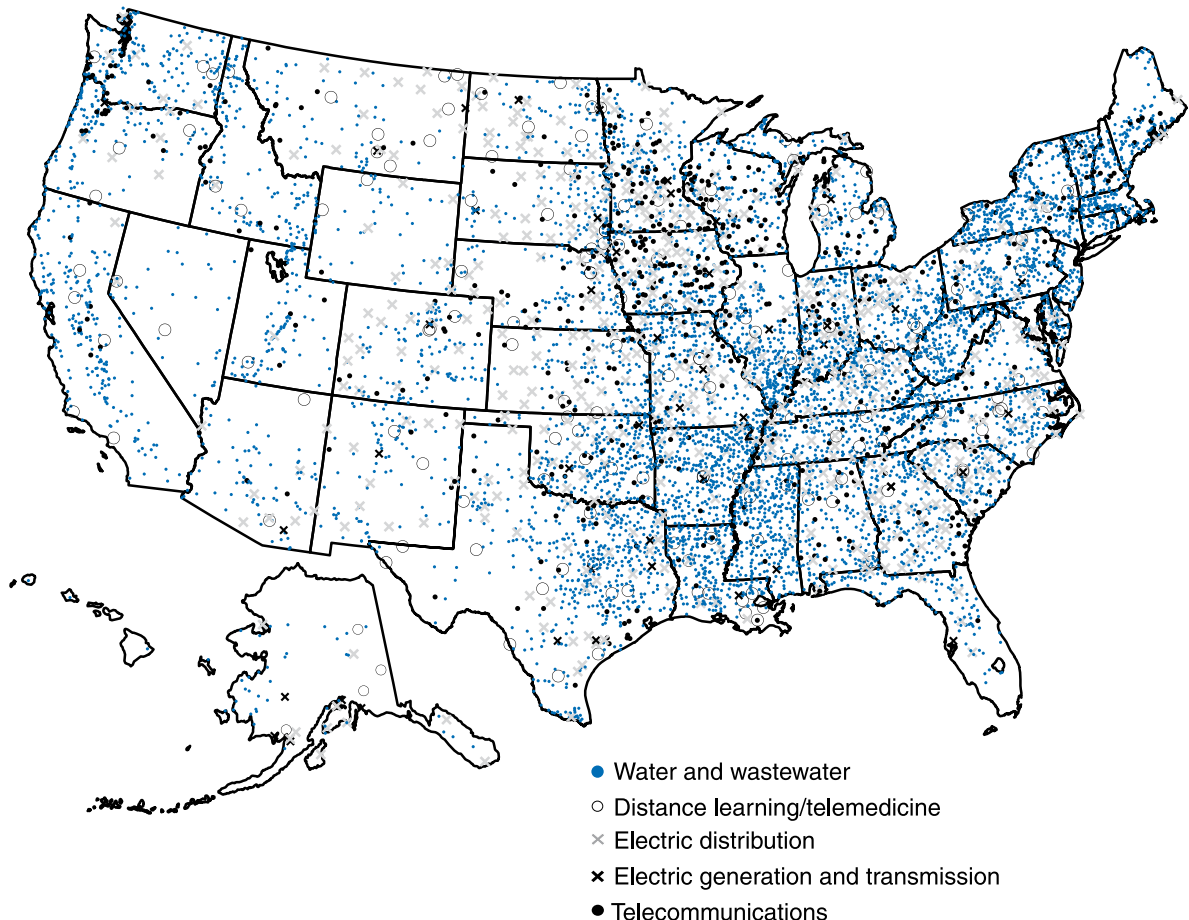 Water and wastewater
Distance learning/telemedicine
Electric distribution
Electric generation and transmission
Telecommunications